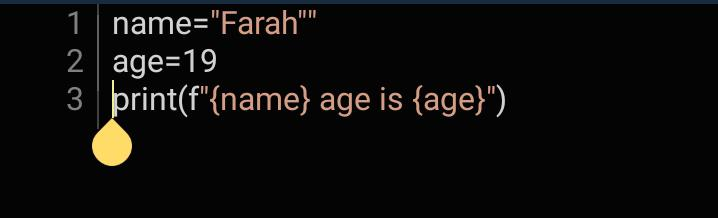 1 name="Farah""
2 age=19
3 print(f"{name} age is {age}")